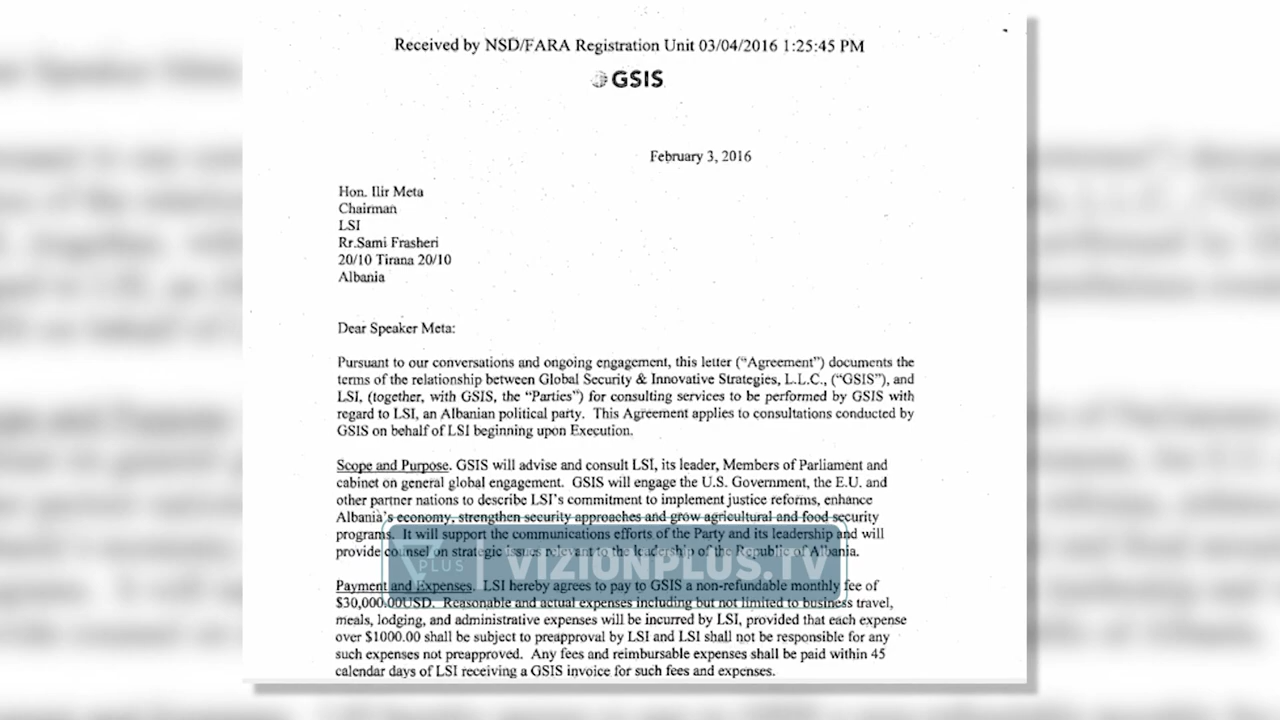 Received by NSD/FARA Registration Unit 03/04/2016 1:25:45 PM
GSIS
February 3, 2016
Hon. Ilir Meta
Chairman
LSI
Rr.Sami Frasheri
20/10 Tirana 20/10
Albania
Dear Speaker Meta:
Pursuant to our conversations and ongoing engagement, this letter (“Agreement”) documents the
terms of the relationship between Global Security & Innovative Strategies, L.L.C., (“GSIS”), and
LSI, (together, with GSIS, the “Parties”) for consulting services to be performed by GSIS with
regard to LSI, an Albanian political party. This Agreement applies to consultations conducted by
GSIS on behalf of LSI beginning upon Execution.
Scope and Purpose. GSIS will advise and consult LSI, its leader, Members of Parliament and
cabinet on general global engagement. GSIS will engage the U.S. Government, the E.U. and
other partner nations to describe LSI’s commitment to implement justice reforms, enhance
Albania’s economy, strengthen security approaches and grow agricultural and food security
programs. It will support the communications efforts of the Party and its leadership and will
provide counsel on strategic issues relevant to the leadership of the Republic of Albania.
PLUS VIZIONPLUS.TV
Payment and Expenses. LSI hereby agrees to pay to GSIS a non-refundable monthly fee of
$30,000.00USD. Reasonable and actual expenses including but not limited to business travel,
meals, lodging, and administrative expenses will be incurred by LSI, provided that each expense
over $1000.00 shall be subject to preapproval by LSI and LSI shall not be responsible for any
such expenses not preapproved. Any fees and reimbursable expenses shall be paid within 45
calendar days of LSI receiving a GSIS invoice for such fees and expenses.